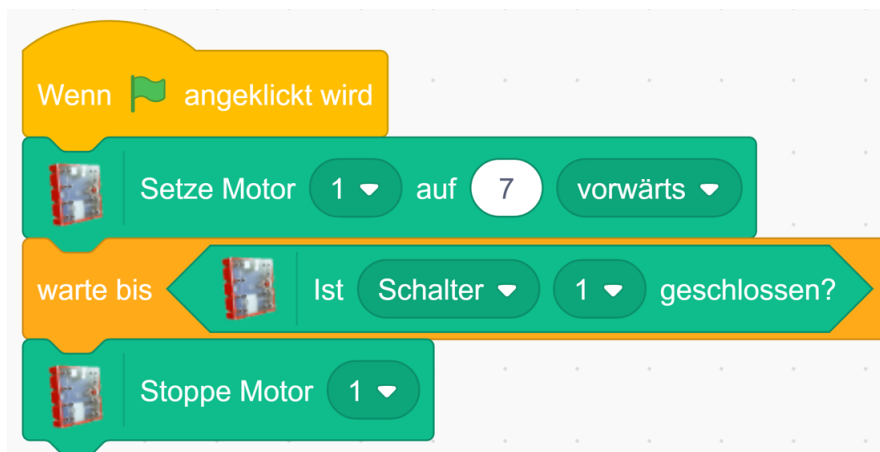 Wenn angeklickt wird
Setze Motor 1 auf 7 vorwärts
warte bis Ist Schalter 1 geschlossen?
Stoppe Motor 1